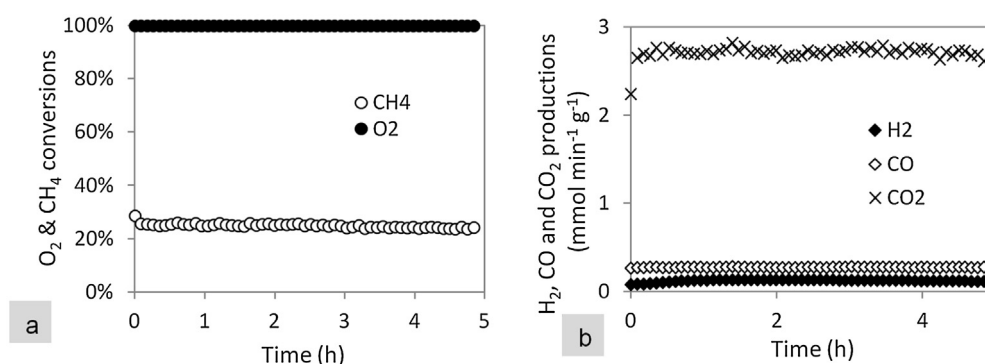 100%
80%
60%
40%
20%
0%
O₂ & CH₄ conversions
CH4
O2
0 1 2 3 4 5
Time (h)
a
3
2
1
0
H₂, CO and CO₂ productions
(mmol min⁻¹ g⁻¹)
H2
CO
CO2
0 2 4
Time (h)
b